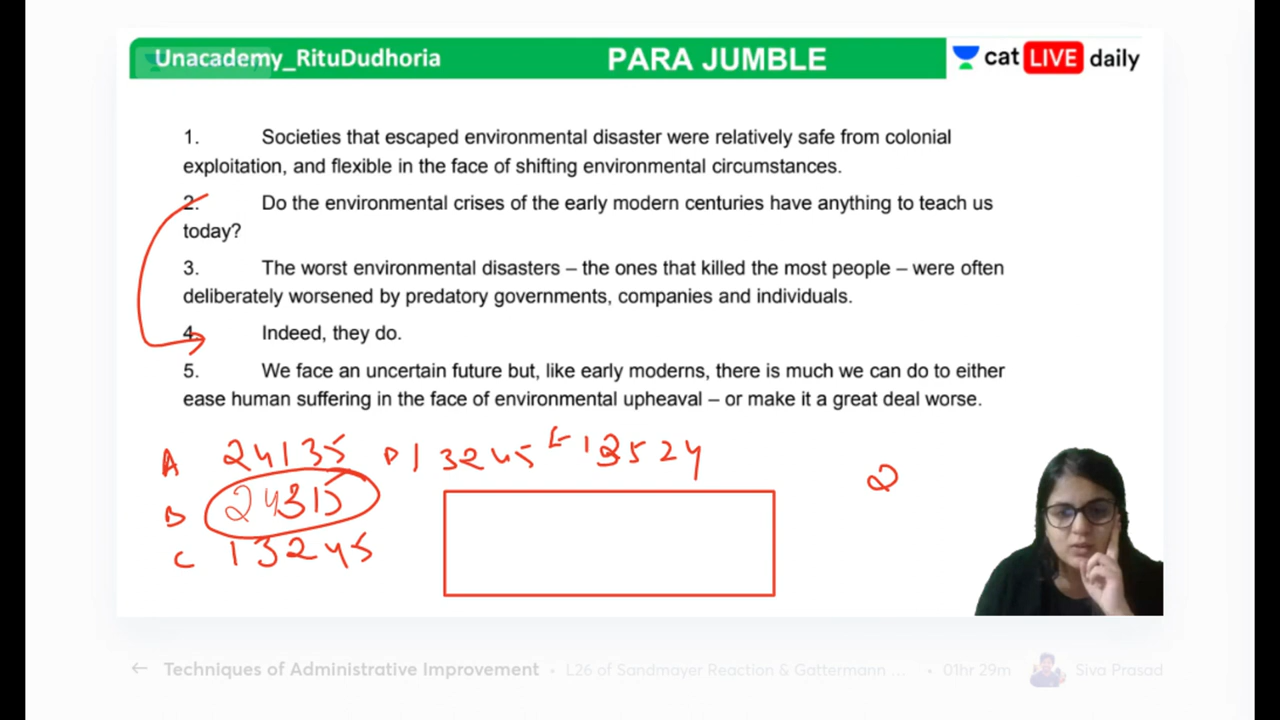 Unacademy_RituDudhoria PARA JUMBLE cat LIVE daily
1. Societies that escaped environmental disaster were relatively safe from colonial
exploitation, and flexible in the face of shifting environmental circumstances.
2. Do the environmental crises of the early modern centuries have anything to teach us
today?
3. The worst environmental disasters – the ones that killed the most people – were often
deliberately worsened by predatory governments, companies and individuals.
4. Indeed, they do.
5. We face an uncertain future but, like early moderns, there is much we can do to either
ease human suffering in the face of environmental upheaval – or make it a great deal worse.
A 24135 D 13245 E 13524
B 24315
C 13245
2
← Techniques of Administrative Improvement • L26 of Sandmayer Reaction & Gattermann ... • 01hr 29m Siva Prasad